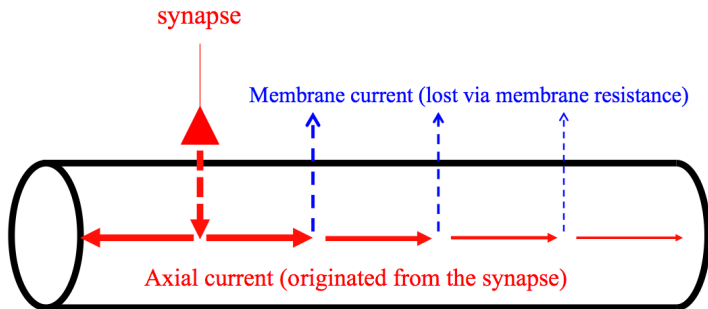 synapse
Membrane current (lost via membrane resistance)
Axial current (originated from the synapse)